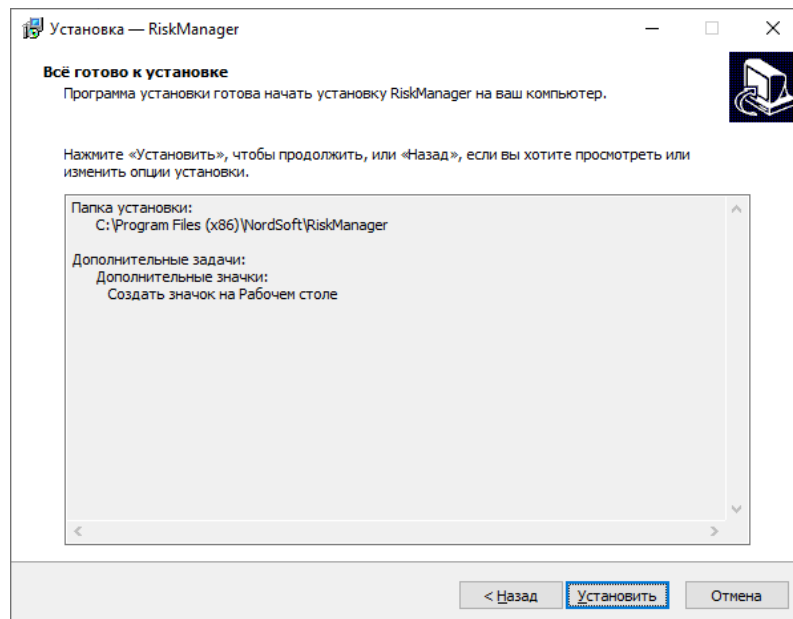 Установка — RiskManager
Всё готово к установке
Программа установки готова начать установку RiskManager на ваш компьютер.
Нажмите «Установить», чтобы продолжить, или «Назад», если вы хотите просмотреть или
изменить опции установки.
Папка установки:
C:\Program Files (x86)\NordSoft\RiskManager
Дополнительные задачи:
Дополнительные значки:
Создать значок на Рабочем столе
< Назад
Установить
Отмена